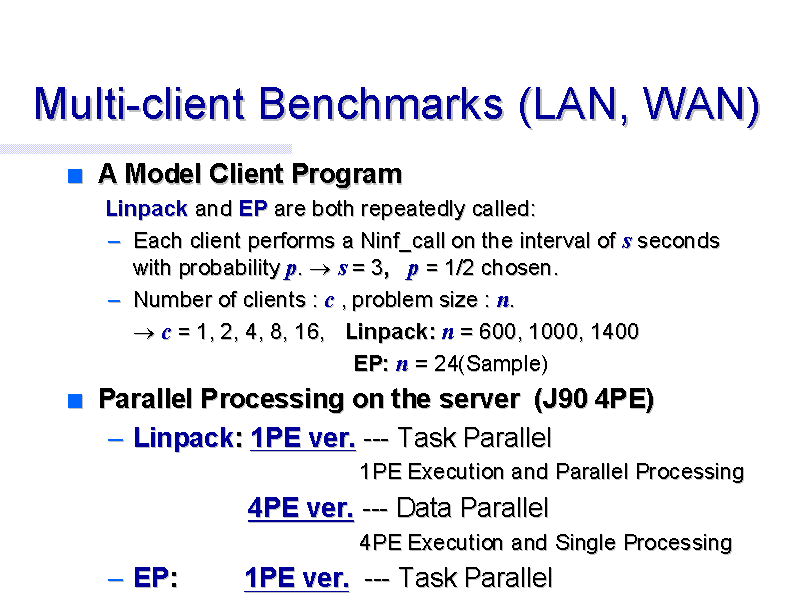 Multi-client Benchmarks (LAN, WAN)
A Model Client Program
Linpack and EP are both repeatedly called:
– Each client performs a Ninf_call on the interval of s seconds
with probability p. → s = 3, p = 1/2 chosen.
– Number of clients : c , problem size : n.
→ c = 1, 2, 4, 8, 16, Linpack: n = 600, 1000, 1400
EP: n = 24(Sample)
Parallel Processing on the server (J90 4PE)
– Linpack: 1PE ver. --- Task Parallel
1PE Execution and Parallel Processing
4PE ver. --- Data Parallel
4PE Execution and Single Processing
– EP: 1PE ver. --- Task Parallel